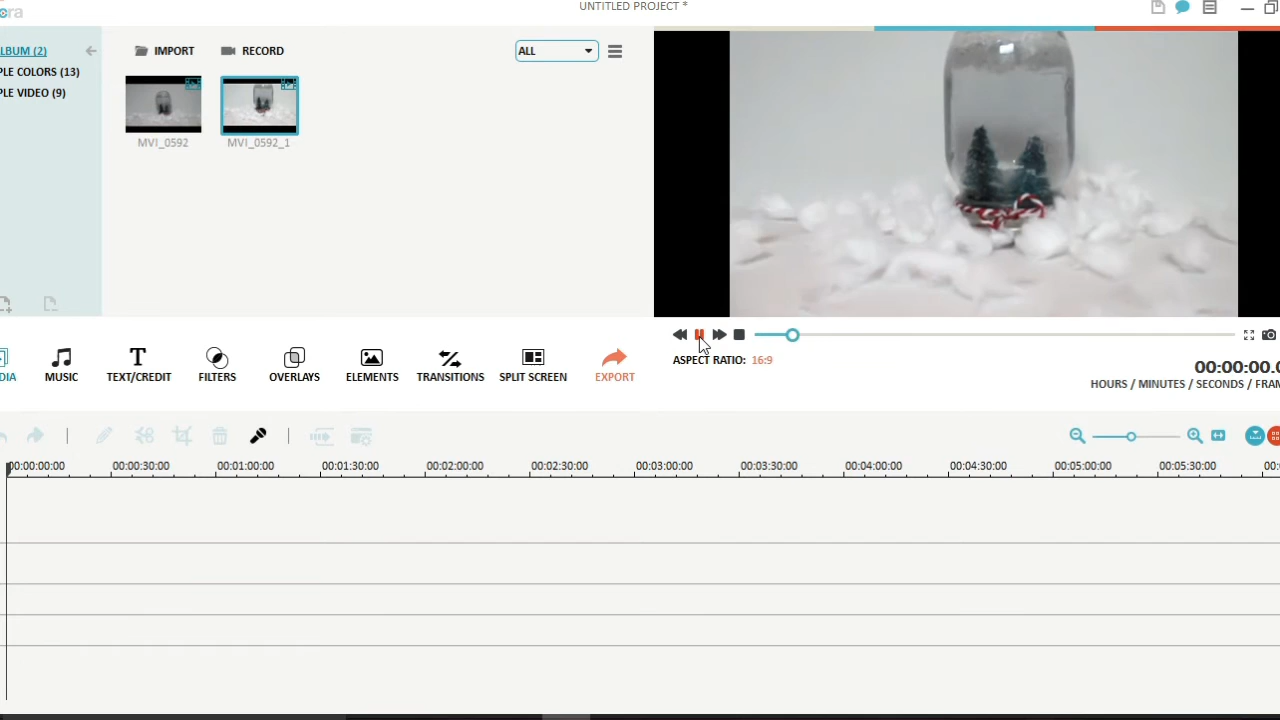 UNTITLED PROJECT *
ora
LBUM (2)
PLE COLORS (13)
PLE VIDEO (9)
IMPORT
RECORD
ALL
MVI_0592
MVI_0592_1
ASPECT RATIO: 16:9
00:00:00.0
HOURS / MINUTES / SECONDS / FRAM
DIA
MUSIC
TEXT/CREDIT
FILTERS
OVERLAYS
ELEMENTS
TRANSITIONS
SPLIT SCREEN
EXPORT
00:00:00:00 00:00:30:00 00:01:00:00 00:01:30:00 00:02:00:00 00:02:30:00 00:03:00:00 00:03:30:00 00:04:00:00 00:04:30:00 00:05:00:00 00:05:30:00 00:0